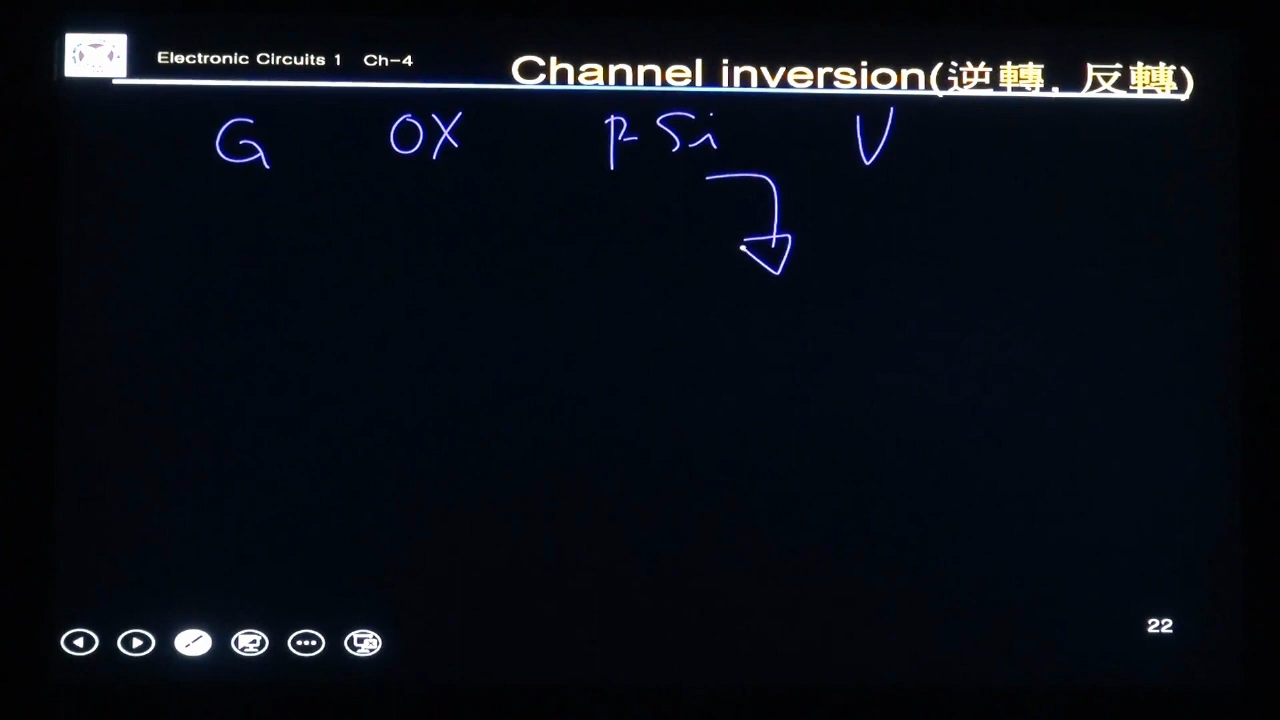 Electronic Circuits 1 Ch-4
Channel inversion(逆轉, 反轉)
G OX p Si V
22